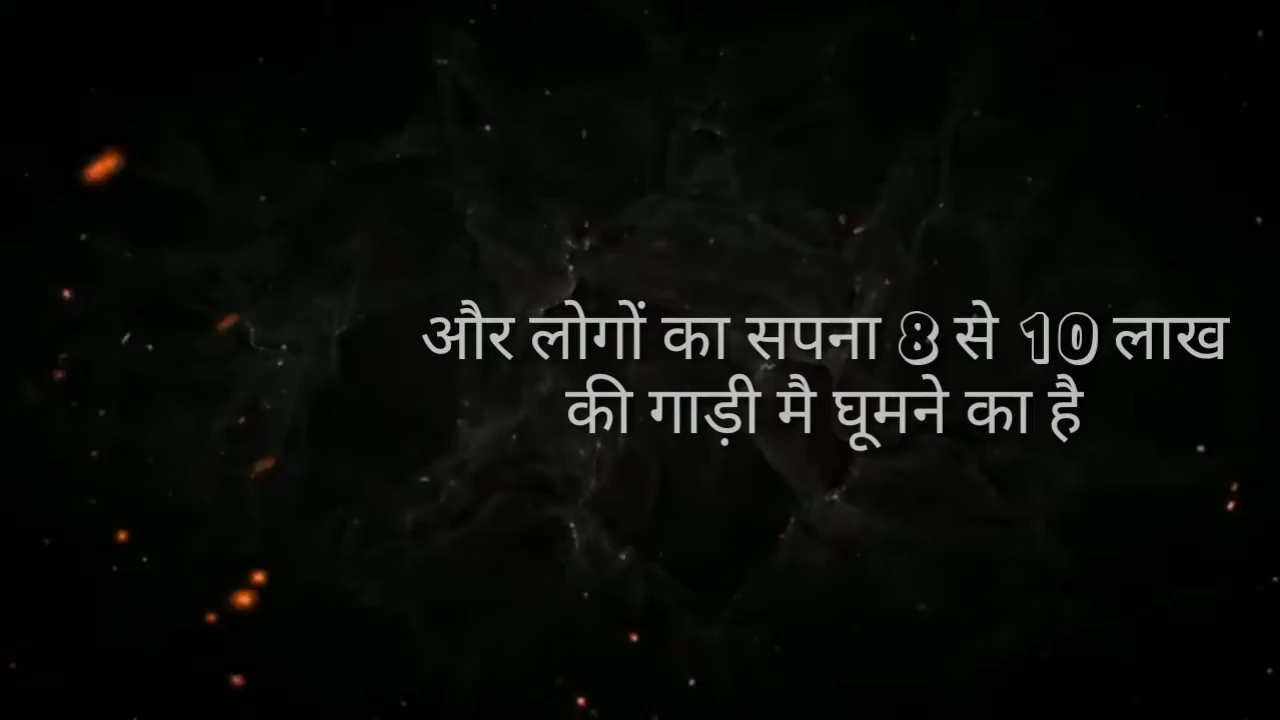 और लोगों का सपना 8 से 10 लाख
की गाड़ी मै घूमने का है